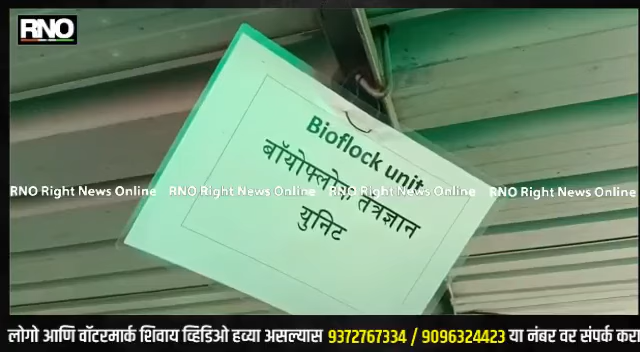 RNO
Bioflock unit
बॉयोफ्लोक तंत्रज्ञान
युनिट
RNO Right News Online RNO Right News Online RNO Right News Online RNO Right News Online
लोगो आणि वॉटरमार्क शिवाय व्हिडिओ हव्या असल्यास 9372767334 / 9096324423 या नंबर वर संपर्क करा